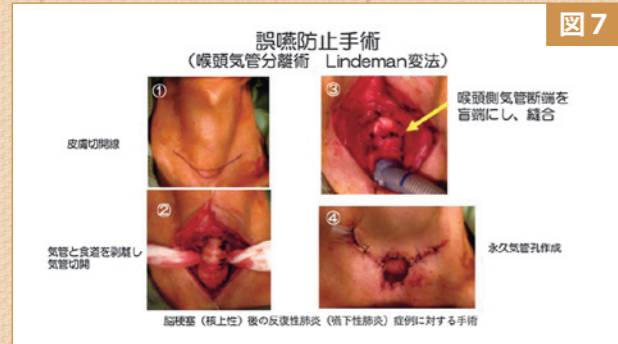 図7
誤嚥防止手術
(喉頭気管分離術 Lindeman変法)
①
皮膚切開線
②
気管と食道を剥離し
気管切開
③
喉頭側気管断端を
盲端にし、縫合
④
永久気管孔作成
脳梗塞(核上性)後の反復性肺炎(嚥下性肺炎)症例に対する手術